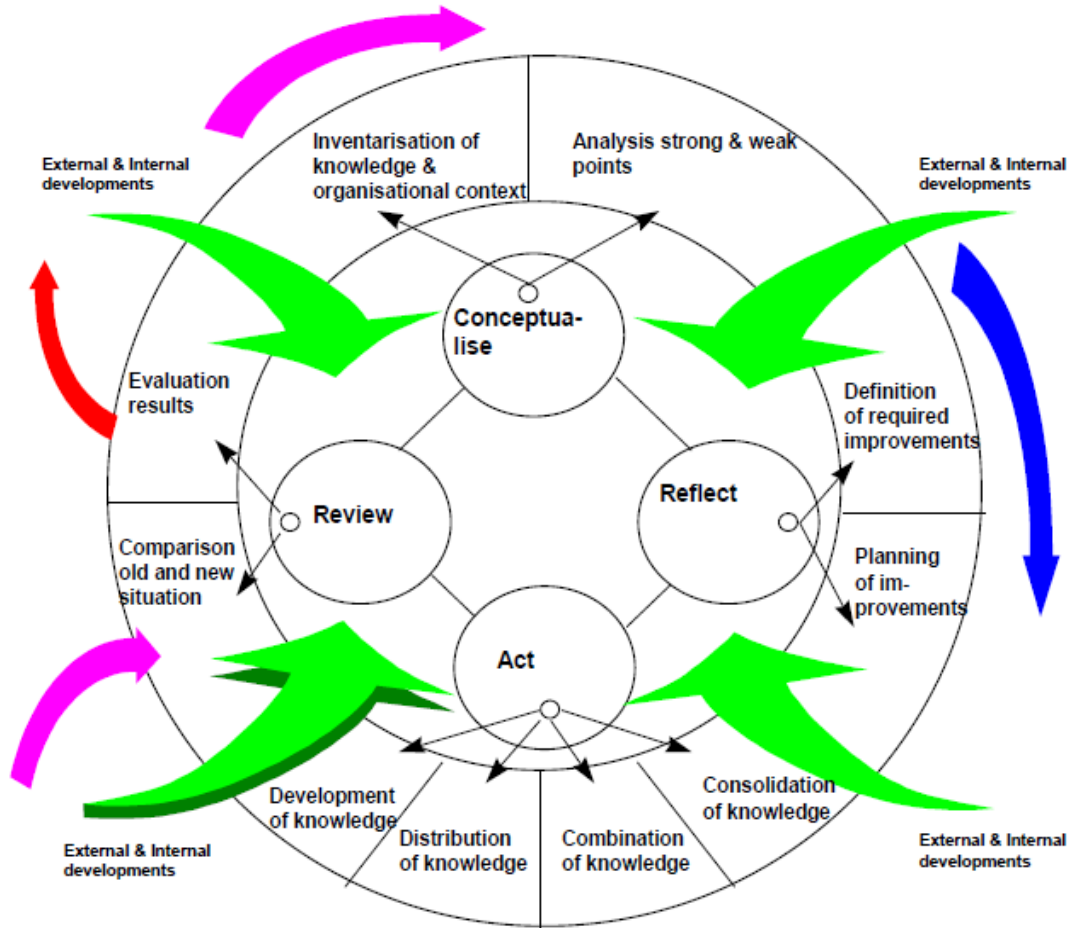 Inventarisation of
knowledge &
organisational context
Analysis strong & weak
points
External & Internal
developments
External & Internal
developments
Conceptua-
lise
Evaluation
results
Definition
of required
improvements
Review
Reflect
Comparison
old and new
situation
Planning
of im-
provements
Act
Development
of knowledge
Distribution
of knowledge
Combination
of knowledge
Consolidation
of knowledge
External & Internal
developments
External & Internal
developments